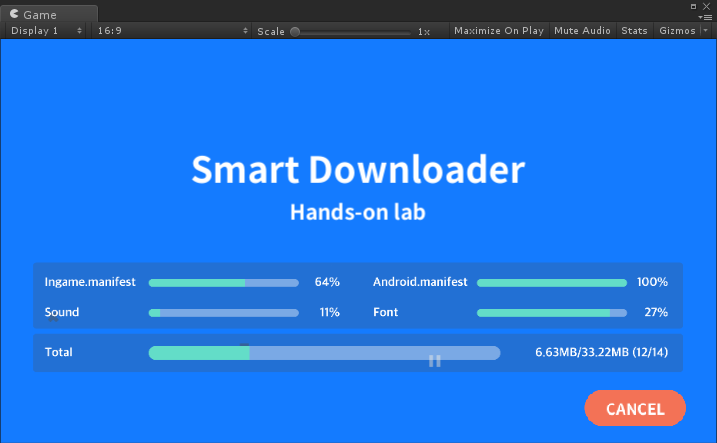 Game
Display 1 16:9 Scale 1x Maximize On Play Mute Audio Stats Gizmos
Smart Downloader
Hands-on lab
Ingame.manifest 64% Android.manifest 100%
Sound 11% Font 27%
Total 6.63MB/33.22MB (12/14)
CANCEL